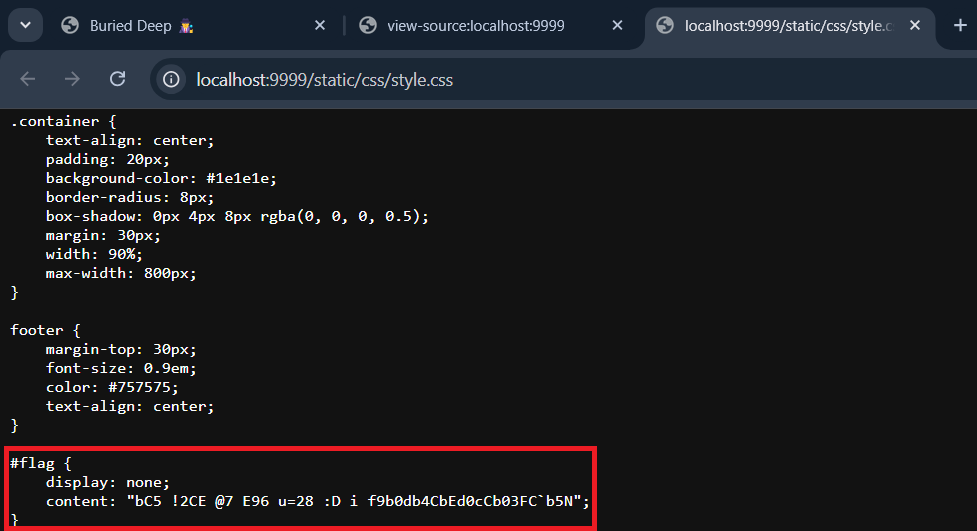 Buried Deep 🕵️‍♂️
view-source:localhost:9999
localhost:9999/static/css/style.c
localhost:9999/static/css/style.css
.container {
    text-align: center;
    padding: 20px;
    background-color: #1e1e1e;
    border-radius: 8px;
    box-shadow: 0px 4px 8px rgba(0, 0, 0, 0.5);
    margin: 30px;
    width: 90%;
    max-width: 800px;
}
footer {
    margin-top: 30px;
    font-size: 0.9em;
    color: #757575;
    text-align: center;
}
#flag {
    display: none;
    content: "bC5 !2CE @7 E96 u=28 :D i f9b0db4CbEd0cCb03FC`b5N";
}